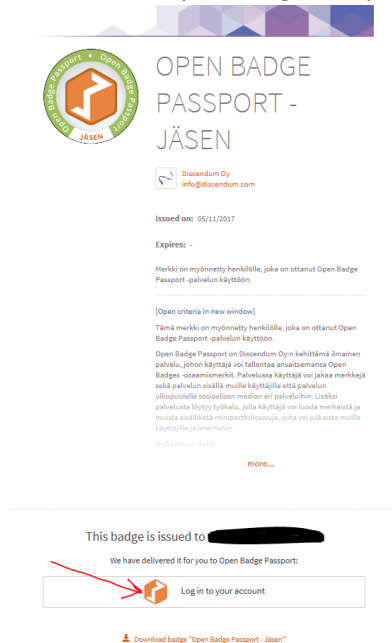 Open Badge Passport • Open Badge Passport
JÄSEN
OPEN BADGE
PASSPORT -
JÄSEN
Discendum Oy
info@discendum.com
Issued on: 05/11/2017
Expires: -
Merkki on myönnetty henkilölle, joka on ottanut Open Badge
Passport -palvelun käyttöön.
[Open criteria in new window]
Tämä merkki on myönnetty henkilölle, joka on ottanut Open
Badge Passport -palvelun käyttöön.
Open Badge Passport on Discendum Oy:n kehittämä ilmainen
palvelu, johon käyttäjä voi tallentaa ansaitsemansa Open
Badges -osaamismerkit. Palvelussa käyttäjä voi jakaa merkkejä
sekä palvelun sisällä muille käyttäjille että palvelun
ulkopuolelle sosiaalisen median eri palveluihin. Lisäksi
palvelusta löytyy työkalu, jolla käyttäjä voi luoda merkeistä ja
muista sisällöistä miniportfoliosivuja, joita voi julkaista muille
käyttäjille ja internetiin.
more...
This badge is issued to
We have delivered it for you to Open Badge Passport:
Log in to your account
Download badge "Open Badge Passport - Jäsen"